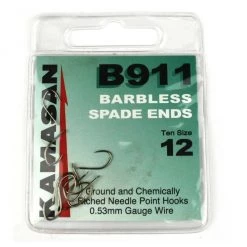 KAMASAN
B911
BARBLESS
SPADE ENDS
Ten Size
12
Ground and Chemically
Etched Needle Point Hooks
0.53mm Gauge Wire